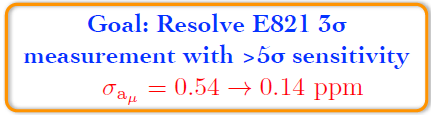 Goal: Resolve E821 3σ
measurement with >5σ sensitivity
σ_{a_μ} = 0.54 → 0.14 ppm